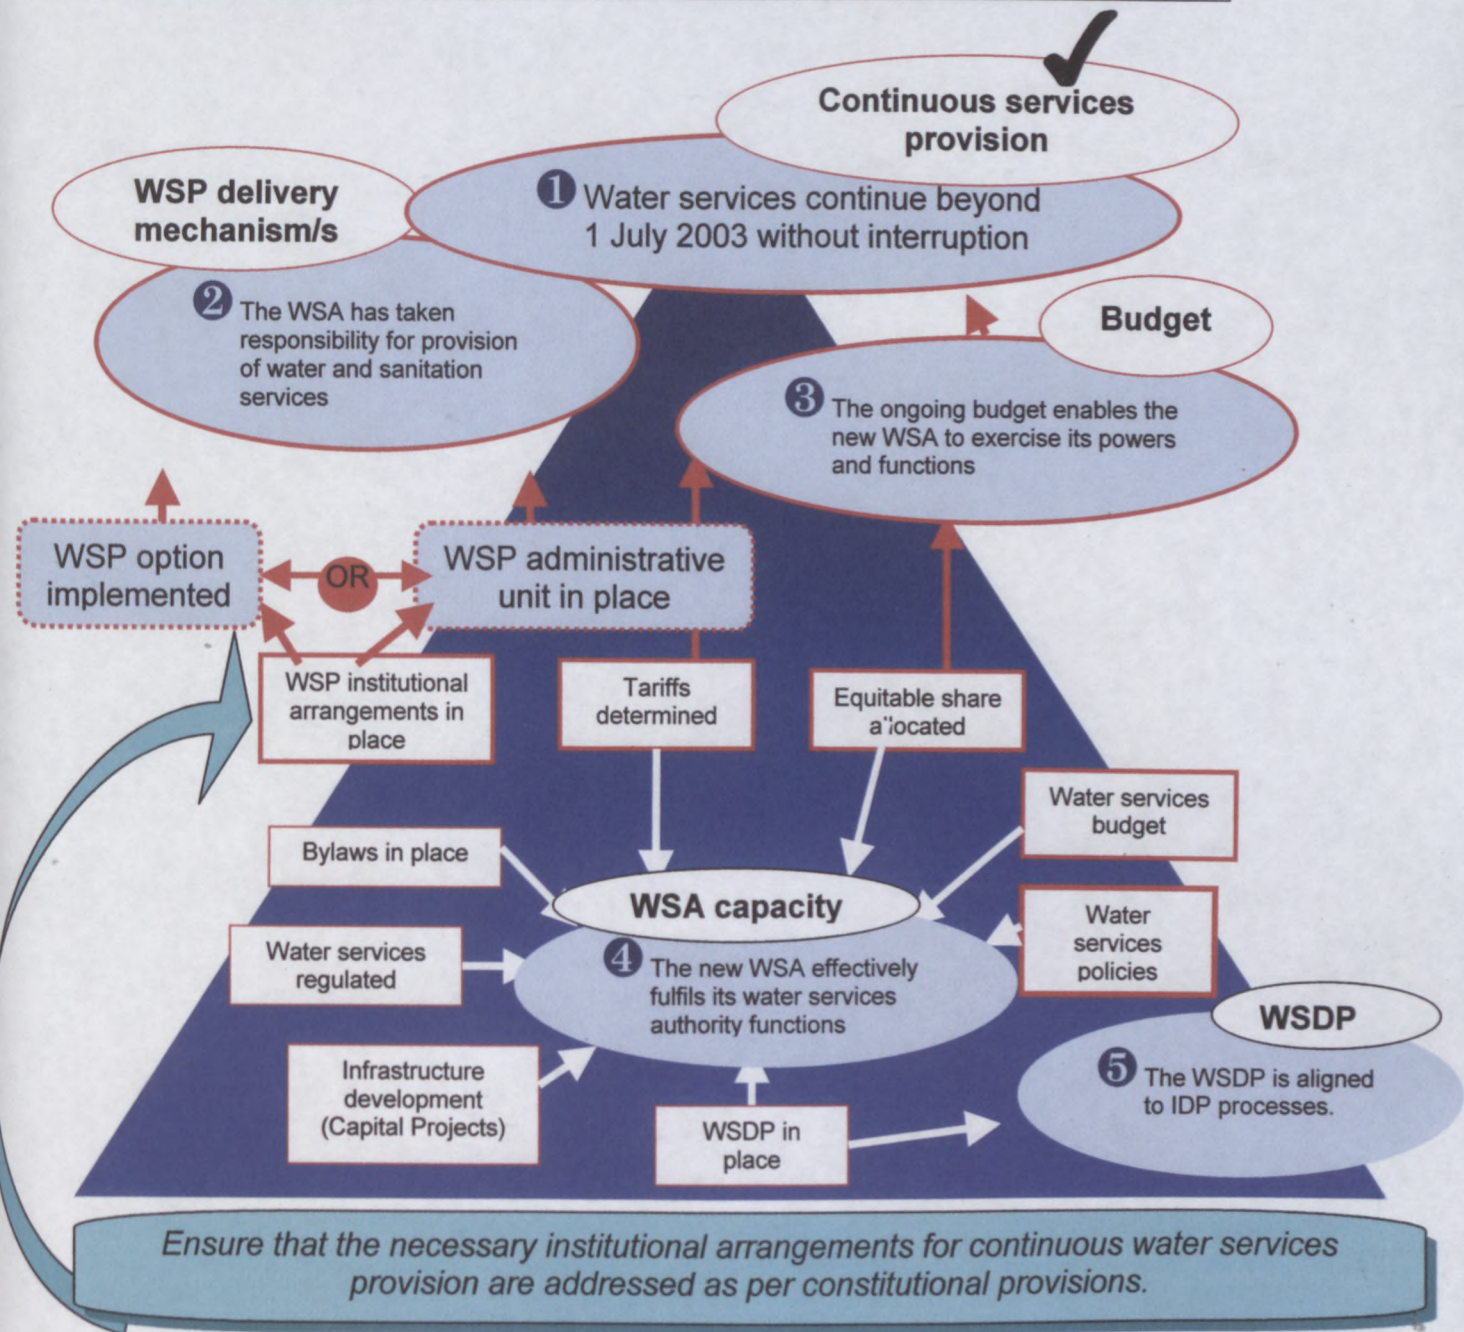 Continuous services
provision
WSP delivery
mechanism/s
1 Water services continue beyond
1 July 2003 without interruption
2 The WSA has taken
responsibility for provision
of water and sanitation
services
Budget
3 The ongoing budget enables the
new WSA to exercise its powers
and functions
WSP option
implemented
OR
WSP administrative
unit in place
WSP institutional
arrangements in
place
Tariffs
determined
Equitable share
allocated
Water services
budget
Bylaws in place
WSA capacity
Water
services
policies
Water services
regulated
4 The new WSA effectively
fulfils its water services
authority functions
WSDP
5 The WSDP is aligned
to IDP processes.
Infrastructure
development
(Capital Projects)
WSDP in
place
Ensure that the necessary institutional arrangements for continuous water services
provision are addressed as per constitutional provisions.